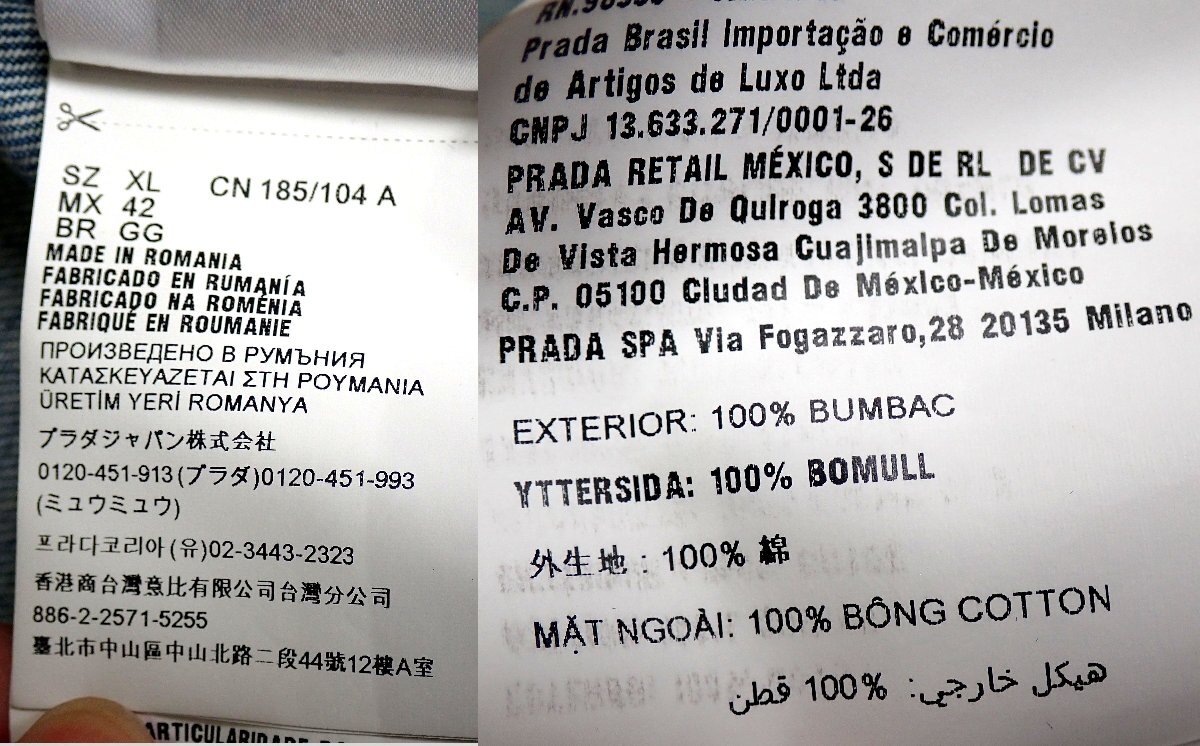 SZ XL CN 185/104 A
MX 42
BR GG
MADE IN ROMANIA
FABRICADO EN RUMANÍA
FABRICADO NA ROMÉNIA
FABRIQUÉ EN ROUMANIE
ПРОИЗВЕДЕНО В РУМЪНИЯ
ΚΑΤΑΣΚΕΥΑΖΕΤΑΙ ΣΤΗ ΡΟΥΜΑΝΙΑ
ÜRETİM YERİ ROMANYA
プラダジャパン株式会社
0120-451-913(プラダ)0120-451-993
(ミュウミュウ)
프라다코리아(유)02-3443-2323
香港商台灣意比有限公司台灣分公司
886-2-2571-5255
臺北市中山區中山北路二段44號12樓A室
Prada Brasil Importação e Comércio
de Artigos de Luxo Ltda
CNPJ 13.633.271/0001-26
PRADA RETAIL MÉXICO, S DE RL DE CV
AV. Vasco De Quiroga 3800 Col. Lomas
De Vista Hermosa Cuajimalpa De Morelos
C.P. 05100 Ciudad De México-México
PRADA SPA Via Fogazzaro,28 20135 Milano
EXTERIOR: 100% BUMBAC
YTTERSIDA: 100% BOMULL
外生地 : 100% 綿
MẶT NGOÀI: 100% BÔNG COTTON
هيكل خارجي: 100% قطن